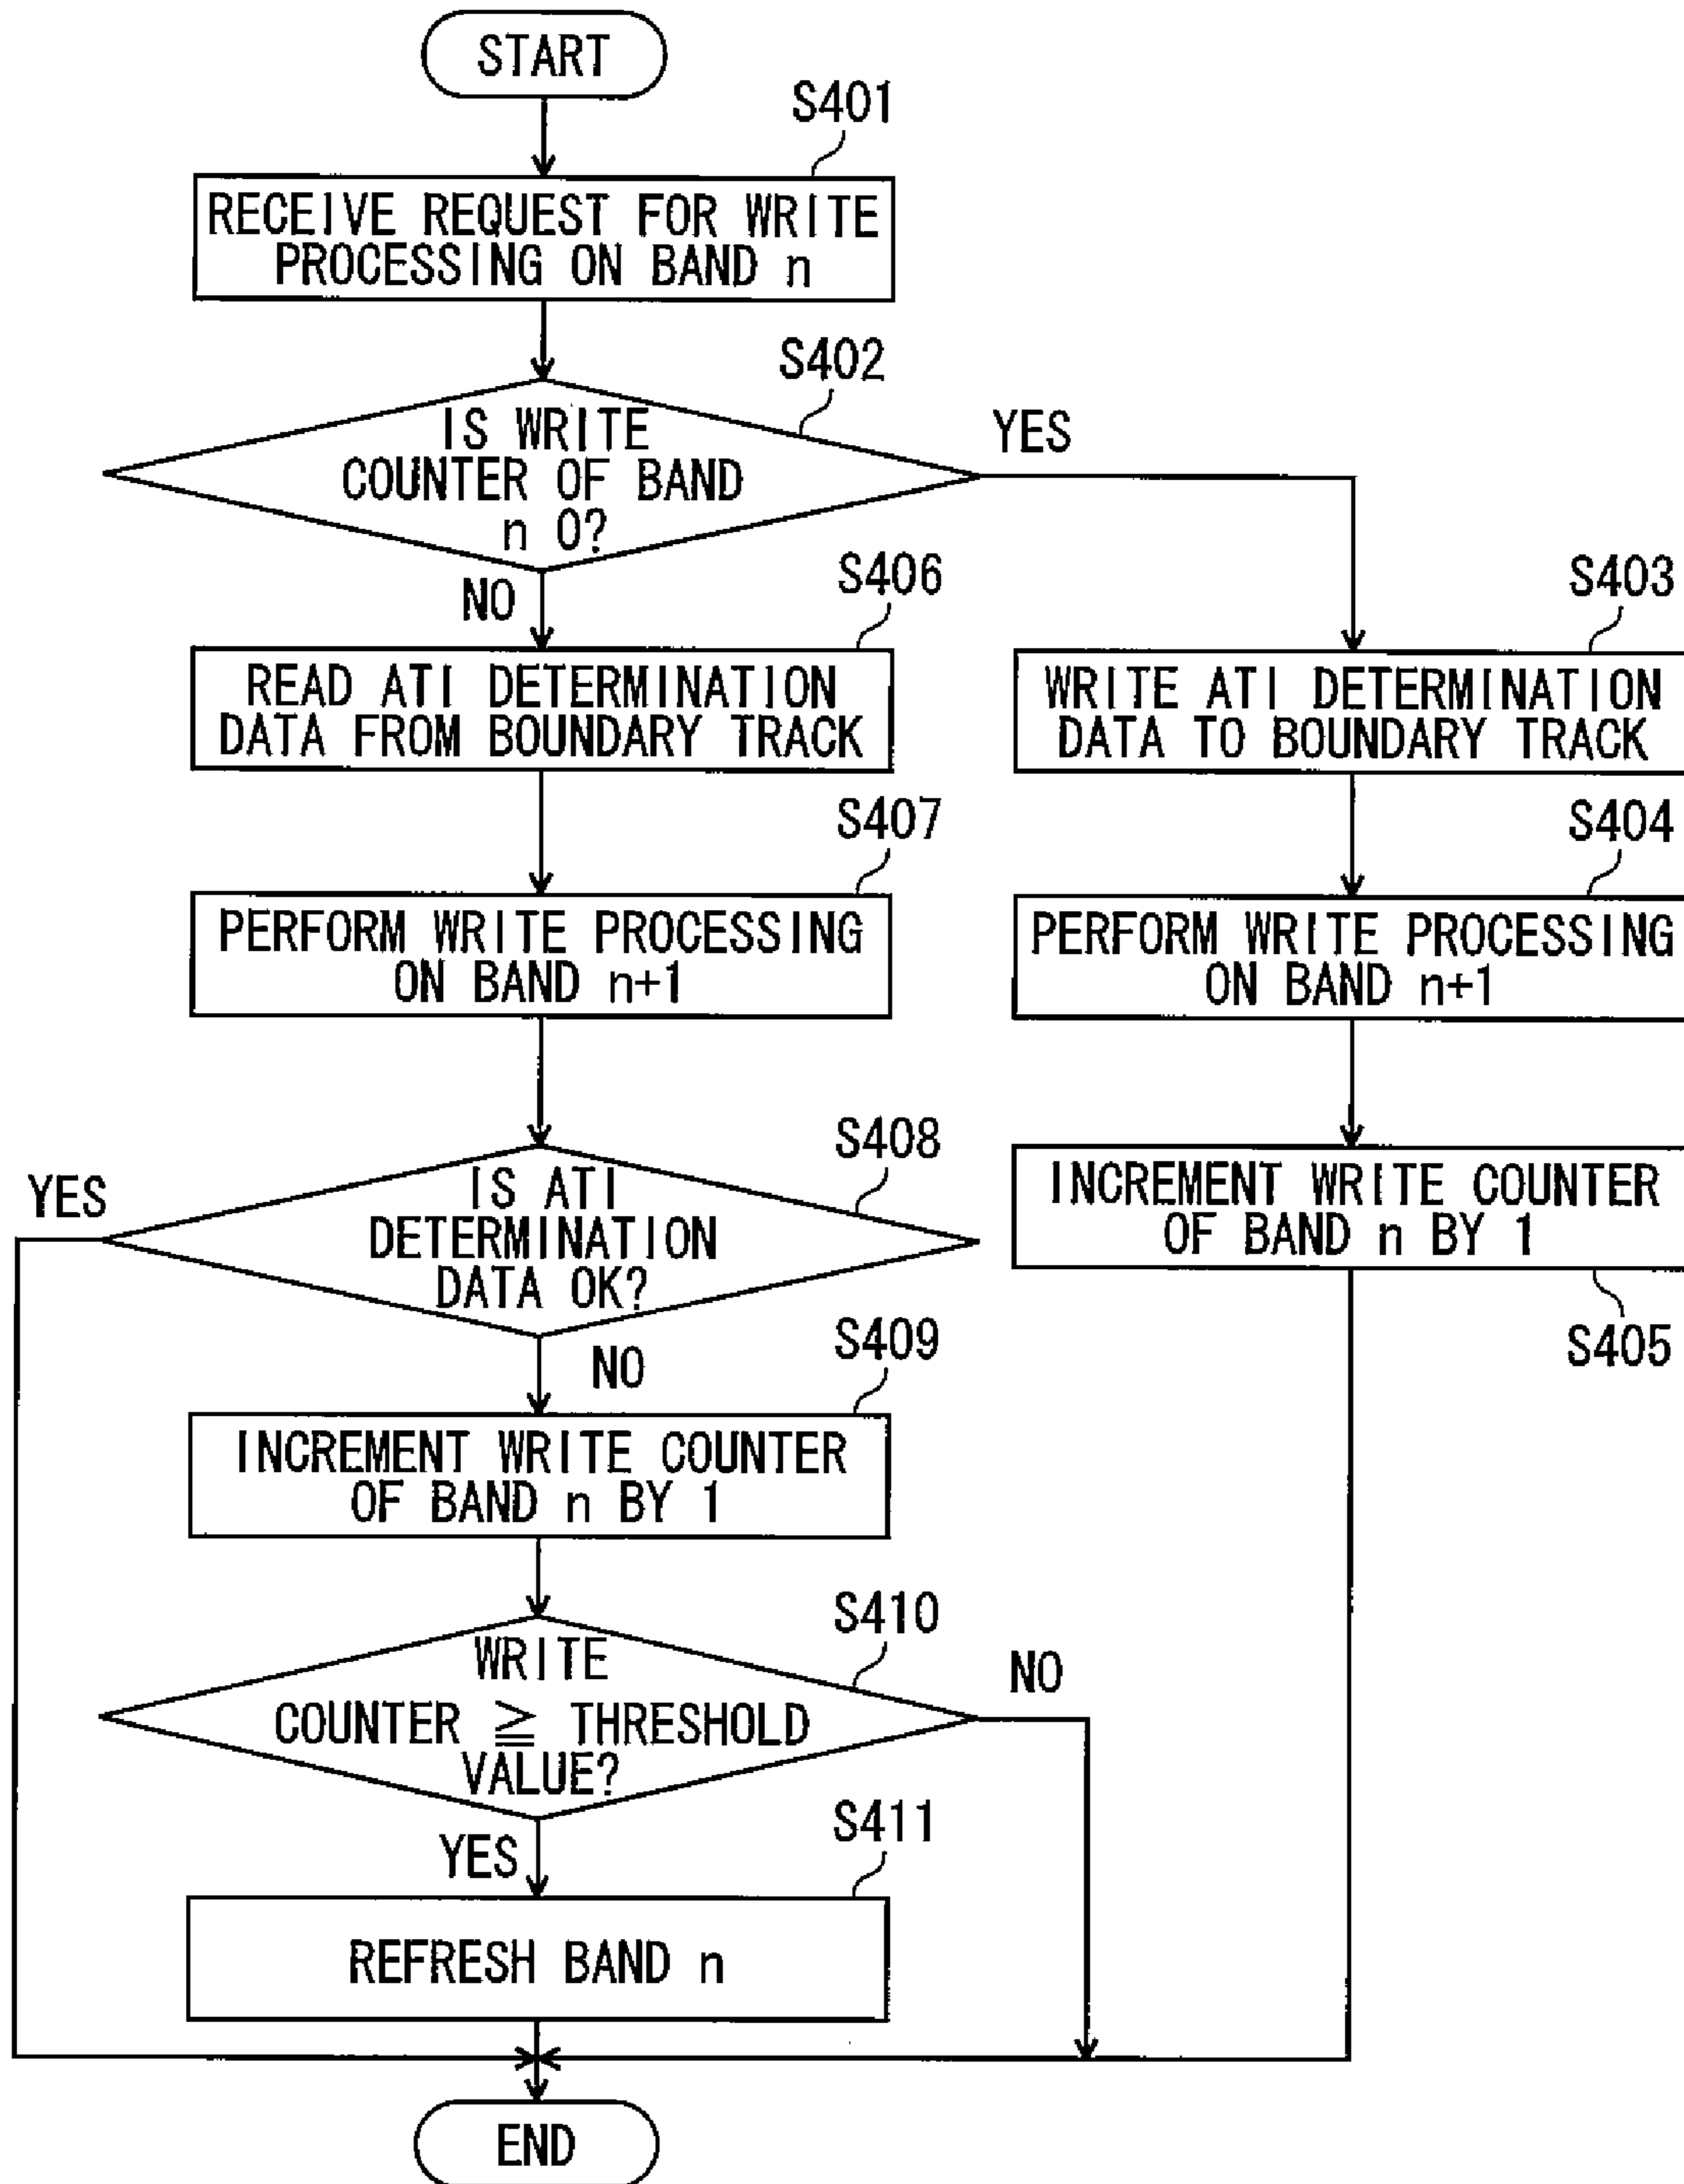 START
S401
RECEIVE REQUEST FOR WRITE
PROCESSING ON BAND n
S402
IS WRITE
COUNTER OF BAND
n 0?
YES
NO
S406
READ ATI DETERMINATION
DATA FROM BOUNDARY TRACK
S403
WRITE ATI DETERMINATION
DATA TO BOUNDARY TRACK
S407
PERFORM WRITE PROCESSING
ON BAND n+1
S404
PERFORM WRITE PROCESSING
ON BAND n+1
S408
IS ATI
DETERMINATION
DATA OK?
YES
NO
INCREMENT WRITE COUNTER
OF BAND n BY 1
S405
S409
INCREMENT WRITE COUNTER
OF BAND n BY 1
S410
WRITE
COUNTER ≧ THRESHOLD
VALUE?
NO
YES
S411
REFRESH BAND n
END